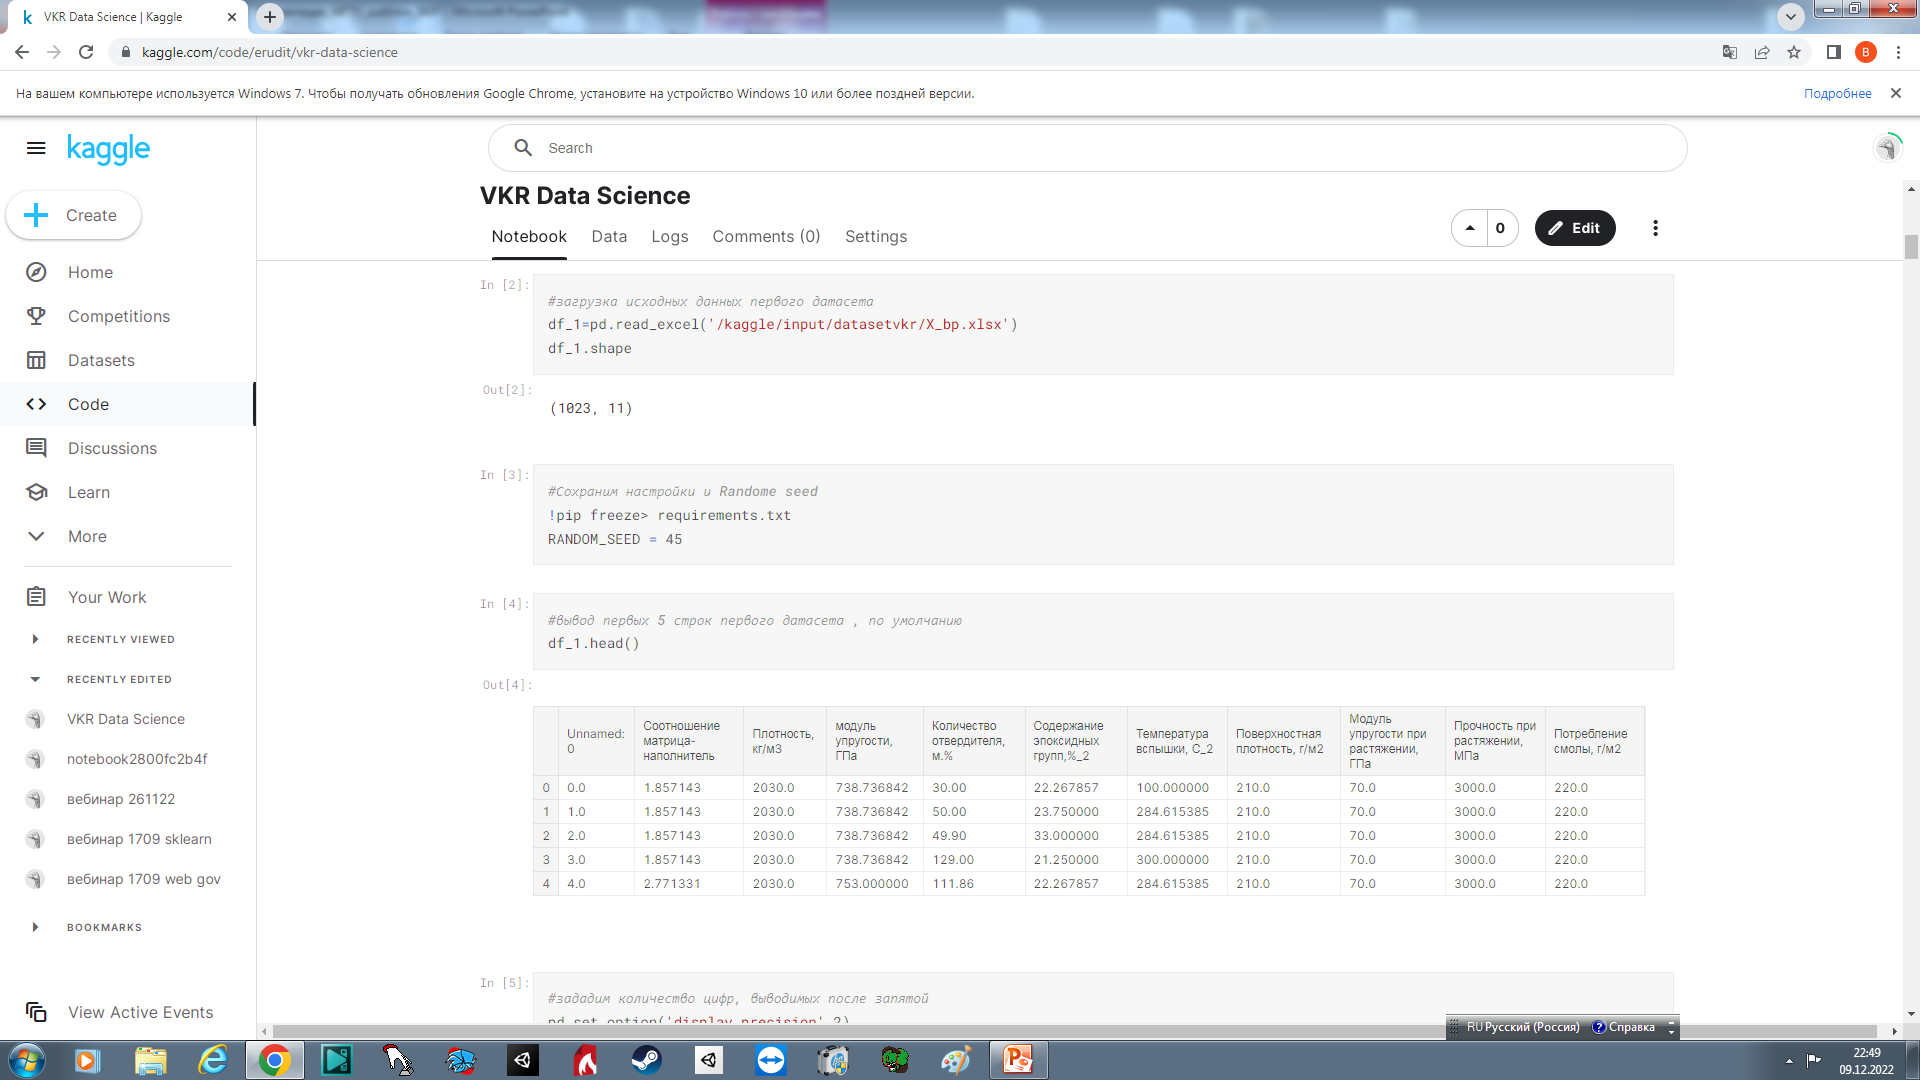 VKR Data Science | Kaggle
kaggle.com/code/erudit/vkr-data-science
B
На вашем компьютере используется Windows 7. Чтобы получать обновления Google Chrome, установите на устройство Windows 10 или более поздней версии.
Подробнее
kaggle
Search
Create
Home
Competitions
Datasets
Code
Discussions
Learn
More
Your Work
RECENTLY VIEWED
RECENTLY EDITED
VKR Data Science
notebook2800fc2b4f
вебинар 261122
вебинар 1709 sklearn
вебинар 1709 web gov
BOOKMARKS
View Active Events
VKR Data Science
Notebook Data Logs Comments (0) Settings
0 Edit
In [2]:
#загрузка исходных данных первого датасета
df_1=pd.read_excel('/kaggle/input/datasetvkr/X_bp.xlsx')
df_1.shape
Out[2]:
(1023, 11)
In [3]:
#Сохраним настройки и Randome seed
!pip freeze> requirements.txt
RANDOM_SEED = 45
In [4]:
#вывод первых 5 строк первого датасета , по умолчанию
df_1.head()
Out[4]:
Unnamed: 0 Соотношение матрица-наполнитель Плотность, кг/м3 модуль упругости, ГПа Количество отвердителя, м.% Содержание эпоксидных групп,%_2 Температура вспышки, С_2 Поверхностная плотность, г/м2 Модуль упругости при растяжении, ГПа Прочность при растяжении, МПа Потребление смолы, г/м2
0 0.0 1.857143 2030.0 738.736842 30.00 22.267857 100.000000 210.0 70.0 3000.0 220.0
1 1.0 1.857143 2030.0 738.736842 50.00 23.750000 284.615385 210.0 70.0 3000.0 220.0
2 2.0 1.857143 2030.0 738.736842 49.90 33.000000 284.615385 210.0 70.0 3000.0 220.0
3 3.0 1.857143 2030.0 738.736842 129.00 21.250000 300.000000 210.0 70.0 3000.0 220.0
4 4.0 2.771331 2030.0 753.000000 111.86 22.267857 284.615385 210.0 70.0 3000.0 220.0
In [5]:
#зададим количество цифр, выводимых после запятой
pd.set_option('display.precision',2)
RU Русский (Россия) Справка
22:49
09.12.2022